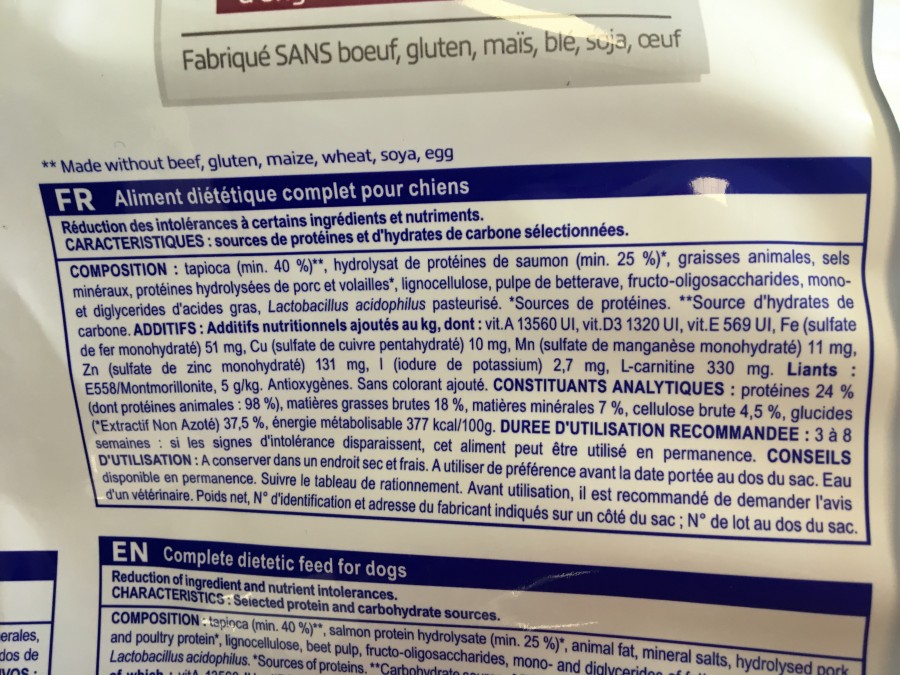 Fabriqué SANS boeuf, gluten, maïs, blé, soja, œuf
** Made without beef, gluten, maize, wheat, soya, egg
FR Aliment diététique complet pour chiens
Réduction des intolérances à certains ingrédients et nutriments.
CARACTERISTIQUES : sources de protéines et d'hydrates de carbone sélectionnées.
COMPOSITION : tapioca (min. 40 %)**, hydrolysat de protéines de saumon (min. 25 %)*, graisses animales, sels
minéraux, protéines hydrolysées de porc et volailles*, lignocellulose, pulpe de betterave, fructo-oligosaccharides, mono-
et diglycerides d'acides gras, Lactobacillus acidophilus pasteurisé. *Sources de protéines. **Source d'hydrates de
carbone. ADDITIFS : Additifs nutritionnels ajoutés au kg, dont : vit.A 13560 UI, vit.D3 1320 UI, vit.E 569 UI, Fe (sulfate
de fer monohydraté) 51 mg, Cu (sulfate de cuivre pentahydraté) 10 mg, Mn (sulfate de manganèse monohydraté) 11 mg,
Zn (sulfate de zinc monohydraté) 131 mg, I (iodure de potassium) 2,7 mg, L-carnitine 330 mg. Liants :
E558/Montmorillonite, 5 g/kg. Antioxygènes. Sans colorant ajouté. CONSTITUANTS ANALYTIQUES : protéines 24 %
(dont protéines animales : 98 %), matières grasses brutes 18 %, matières minérales 7 %, cellulose brute 4,5 %, glucides
(*Extractif Non Azoté) 37,5 %, énergie métabolisable 377 kcal/100g. DUREE D'UTILISATION RECOMMANDEE : 3 à 8
semaines : si les signes d'intolérance disparaissent, cet aliment peut être utilisé en permanence. CONSEILS
D'UTILISATION : A conserver dans un endroit sec et frais. A utiliser de préférence avant la date portée au dos du sac. Eau
disponible en permanence. Suivre le tableau de rationnement. Avant utilisation, il est recommandé de demander l'avis
d'un vétérinaire. Poids net, N° d'identification et adresse du fabricant indiqués sur un côté du sac ; N° de lot au dos du sac.
EN Complete dietetic feed for dogs
Reduction of ingredient and nutrient intolerances.
CHARACTERISTICS : Selected protein and carbohydrate sources.
COMPOSITION : tapioca (min. 40 %)**, salmon protein hydrolysate (min. 25 %)*, animal fat, mineral salts, hydrolysed pork
and poultry protein*, lignocellulose, beet pulp, fructo-oligosaccharides, mono- and diglycerides of
Lactobacillus acidophilus. *Sources of proteins. **Carbohydrate
of which : vitA
erales,
dos de